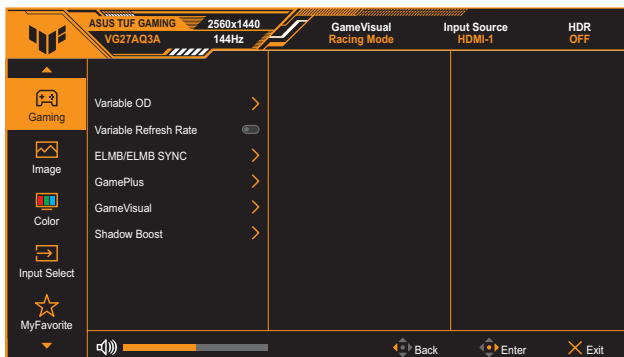 ASUS TUF GAMING 2560x1440
VG27AQ3A 144Hz
GameVisual
Racing Mode
Input Source
HDMI-1
HDR
OFF
Gaming
Image
Color
Input Select
MyFavorite
Variable OD
Variable Refresh Rate
ELMB/ELMB SYNC
GamePlus
GameVisual
Shadow Boost
Back
Enter
Exit